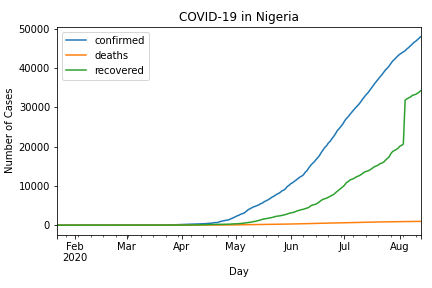 COVID-19 in Nigeria
confirmed
deaths
recovered
Number of Cases
50000
40000
30000
20000
10000
0
Feb Mar Apr May Jun Jul Aug
2020
Day